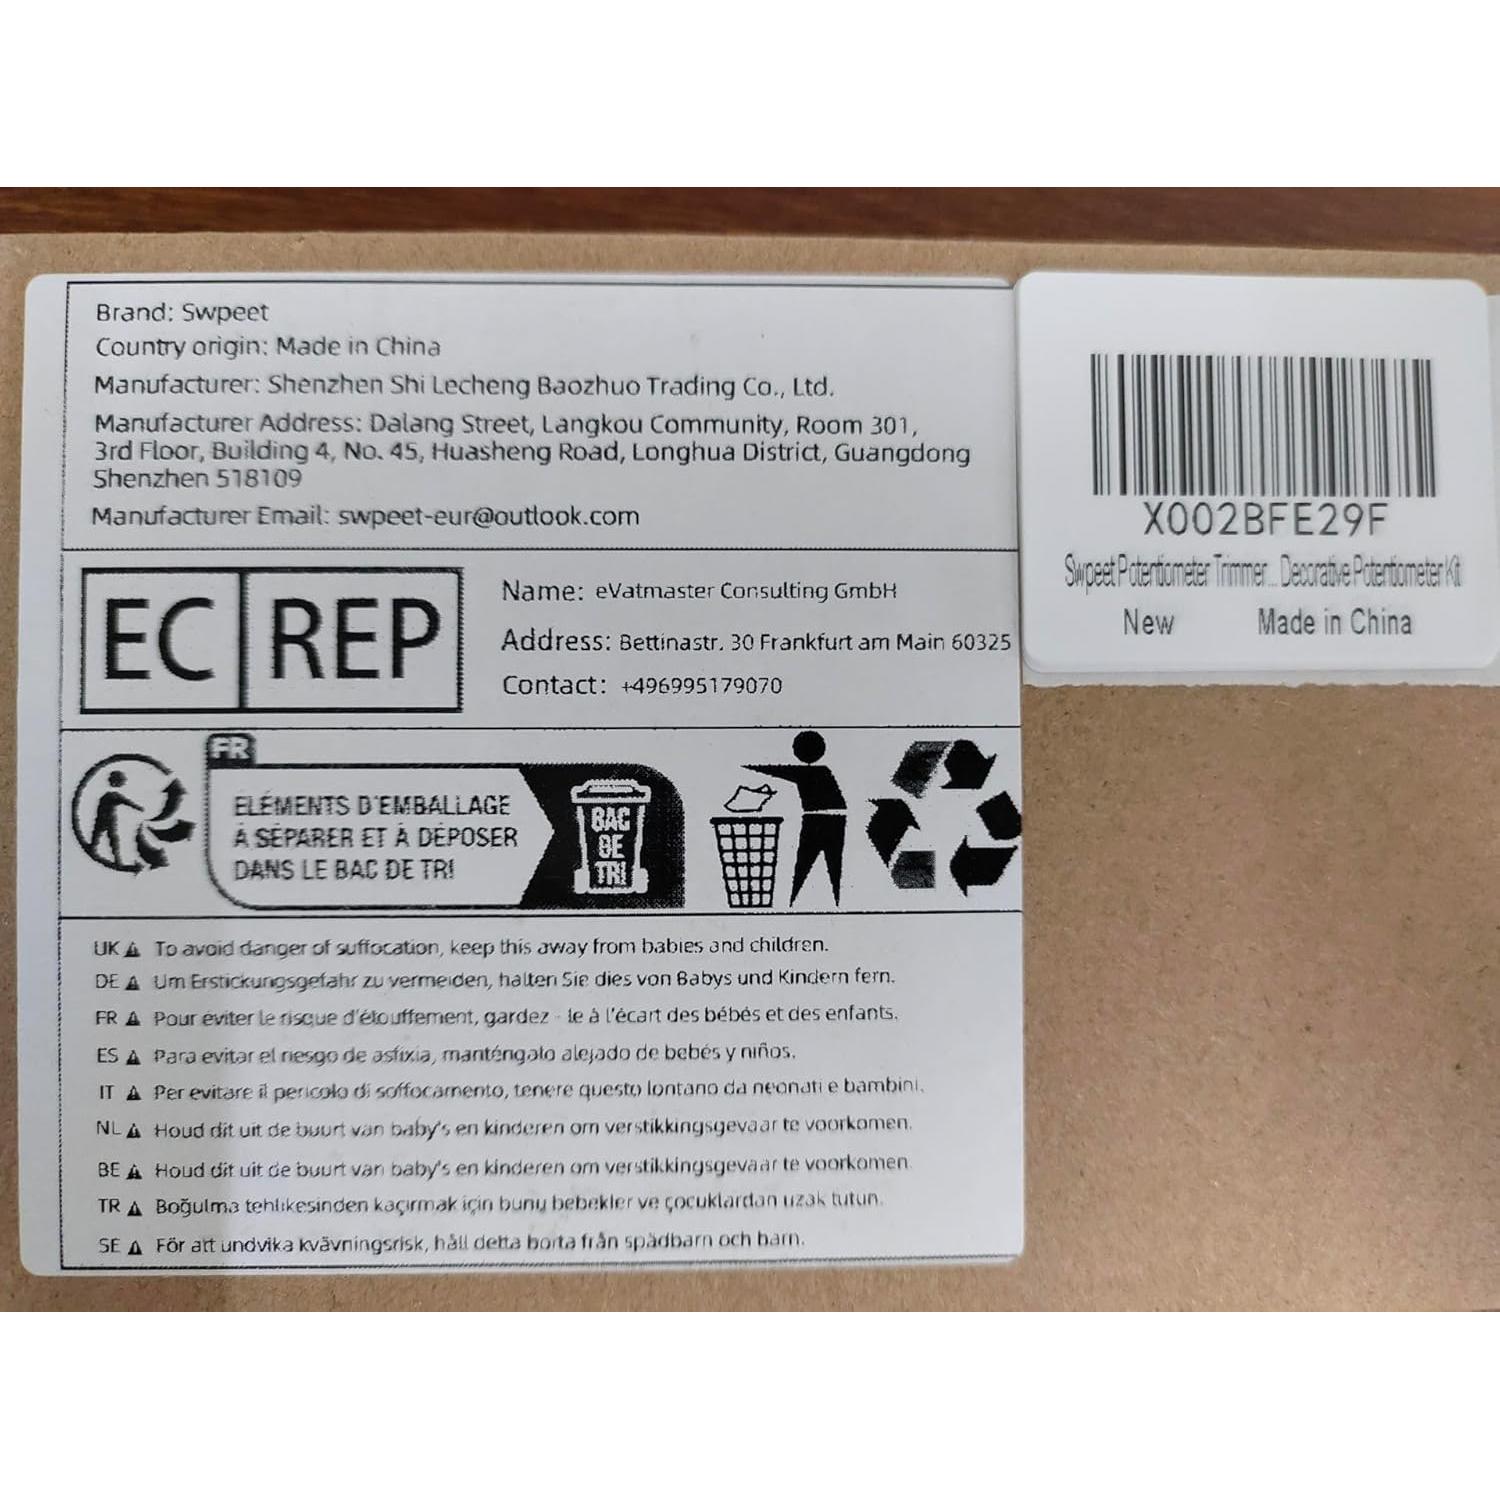 Brand: Swpeet
Country origin: Made in China
Manufacturer: Shenzhen Shi Lecheng Baozhuo Trading Co., Ltd.
Manufacturer Address: Dalang Street, Langkou Community, Room 301,
3rd Floor, Building 4, No. 45, Huasheng Road, Longhua District, Guangdong
Shenzhen 518109
Manufacturer Email: swpeet-eur@outlook.com
EC REP
Name: eVatmaster Consulting GmbH
Address: Bettinastr. 30 Frankfurt am Main 60325
Contact: +496995179070
FR
ELÉMENTS D'EMBALLAGE
À SÉPARER ET À DÉPOSER
DANS LE BAC DE TRI
BAC
DE
TRI
UK ⚠ To avoid danger of suffocation, keep this away from babies and children.
DE ⚠ Um Erstickungsgefahr zu vermeiden, halten Sie dies von Babys und Kindern fern.
FR ⚠ Pour éviter le risque d'étouffement, gardez - le à l'écart des bébés et des enfants.
ES ⚠ Para evitar el riesgo de asfixia, manténgalo alejado de bebés y niños.
IT ⚠ Per evitare il pericolo di soffocamento, tenere questo lontano da neonati e bambini.
NL ⚠ Houd dit uit de buurt van baby's en kinderen om verstikkingsgevaar te voorkomen.
BE ⚠ Houd dit uit de buurt van baby's en kinderen om verstikkingsgevaar te voorkomen.
TR ⚠ Boğulma tehlikesinden kaçırmak için bunu bebekler ve çocuklardan uzak tutun.
SE ⚠ För att undvika kvävningsrisk, håll detta borta från spädbarn och barn.
X002BFE29F
Swpeet Potentiometer Trimmer... Decorative Potentiometer Kit
New Made in China